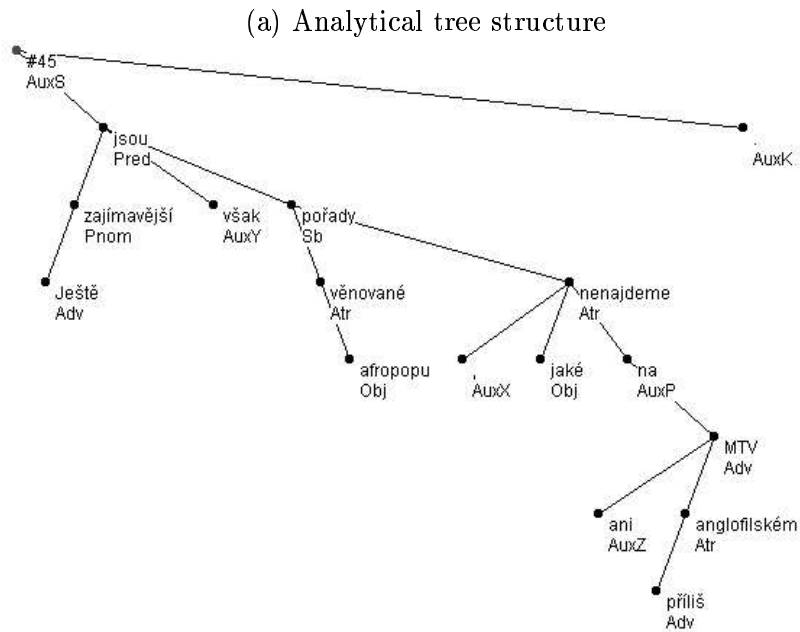 (a) Analytical tree structure
#45
AuxS
jsou
Pred
.
AuxK
zajímavější
Pnom
však
AuxY
pořady
Sb
Ještě
Adv
věnované
Atr
nenajdeme
Atr
afropopu
Obj
,
AuxX
jaké
Obj
na
AuxP
MTV
Adv
ani
AuxZ
anglofilském
Atr
příliš
Adv